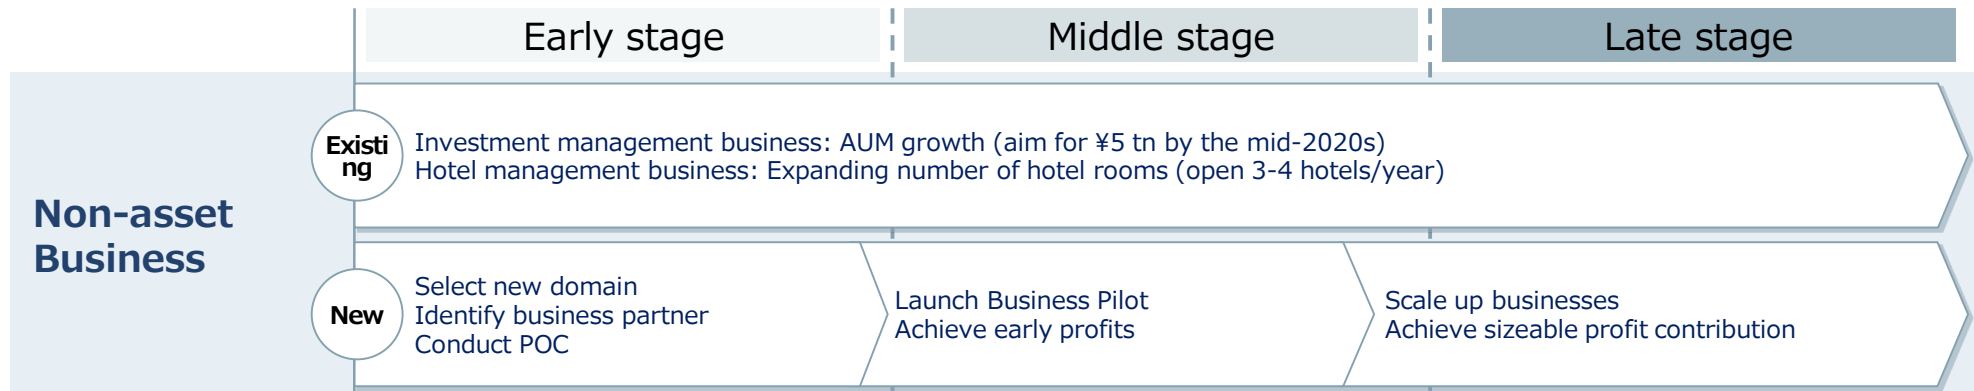 Early stage
Middle stage
Late stage
Non-asset
Business
Existi
ng
Investment management business: AUM growth (aim for ¥5 tn by the mid-2020s)
Hotel management business: Expanding number of hotel rooms (open 3-4 hotels/year)
New
Select new domain
Identify business partner
Conduct POC
Launch Business Pilot
Achieve early profits
Scale up businesses
Achieve sizeable profit contribution